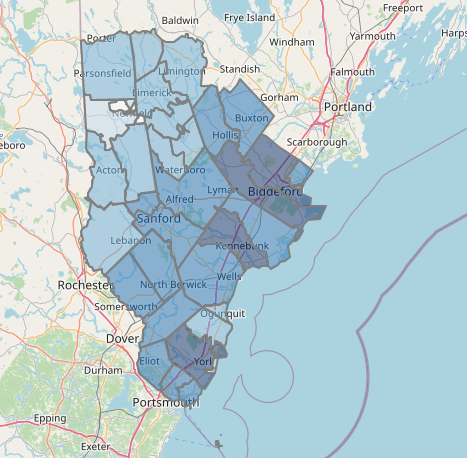 Freeport
Baldwin
Frye Island
Yarmouth
Harps
Porter
Windham
Parsonsfield
Limington
Standish
Falmouth
Limerick
Gorham
Portland
Buxton
Hollis
Scarborough
Acton
Waterboro
Lyman
Biddeford
Alfred
Sanford
Lebanon
Kennebunk
Wells
Rochester
North Berwick
Somersworth
Ogunquit
Dover
Eliot
York
Durham
Portsmouth
Epping
Exeter